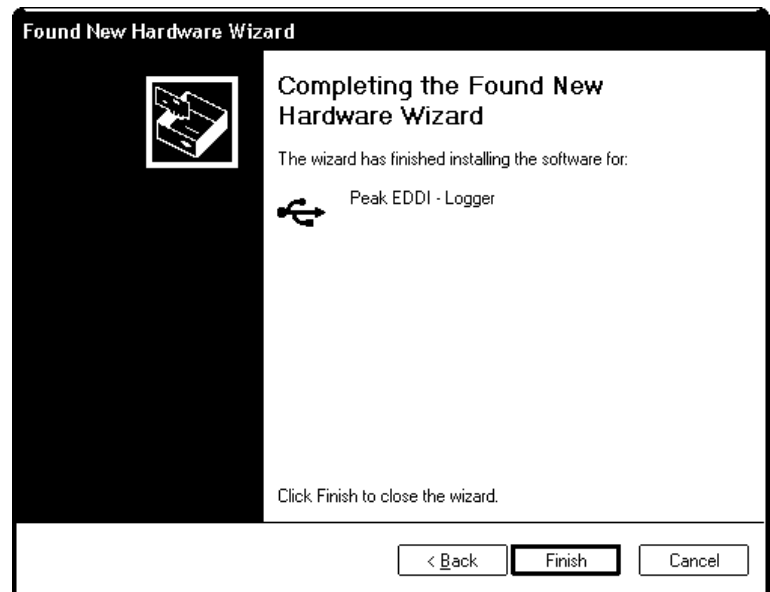 Found New Hardware Wizard
Completing the Found New
Hardware Wizard
The wizard has finished installing the software for:
Peak EDDI - Logger
Click Finish to close the wizard.
< Back
Finish
Cancel